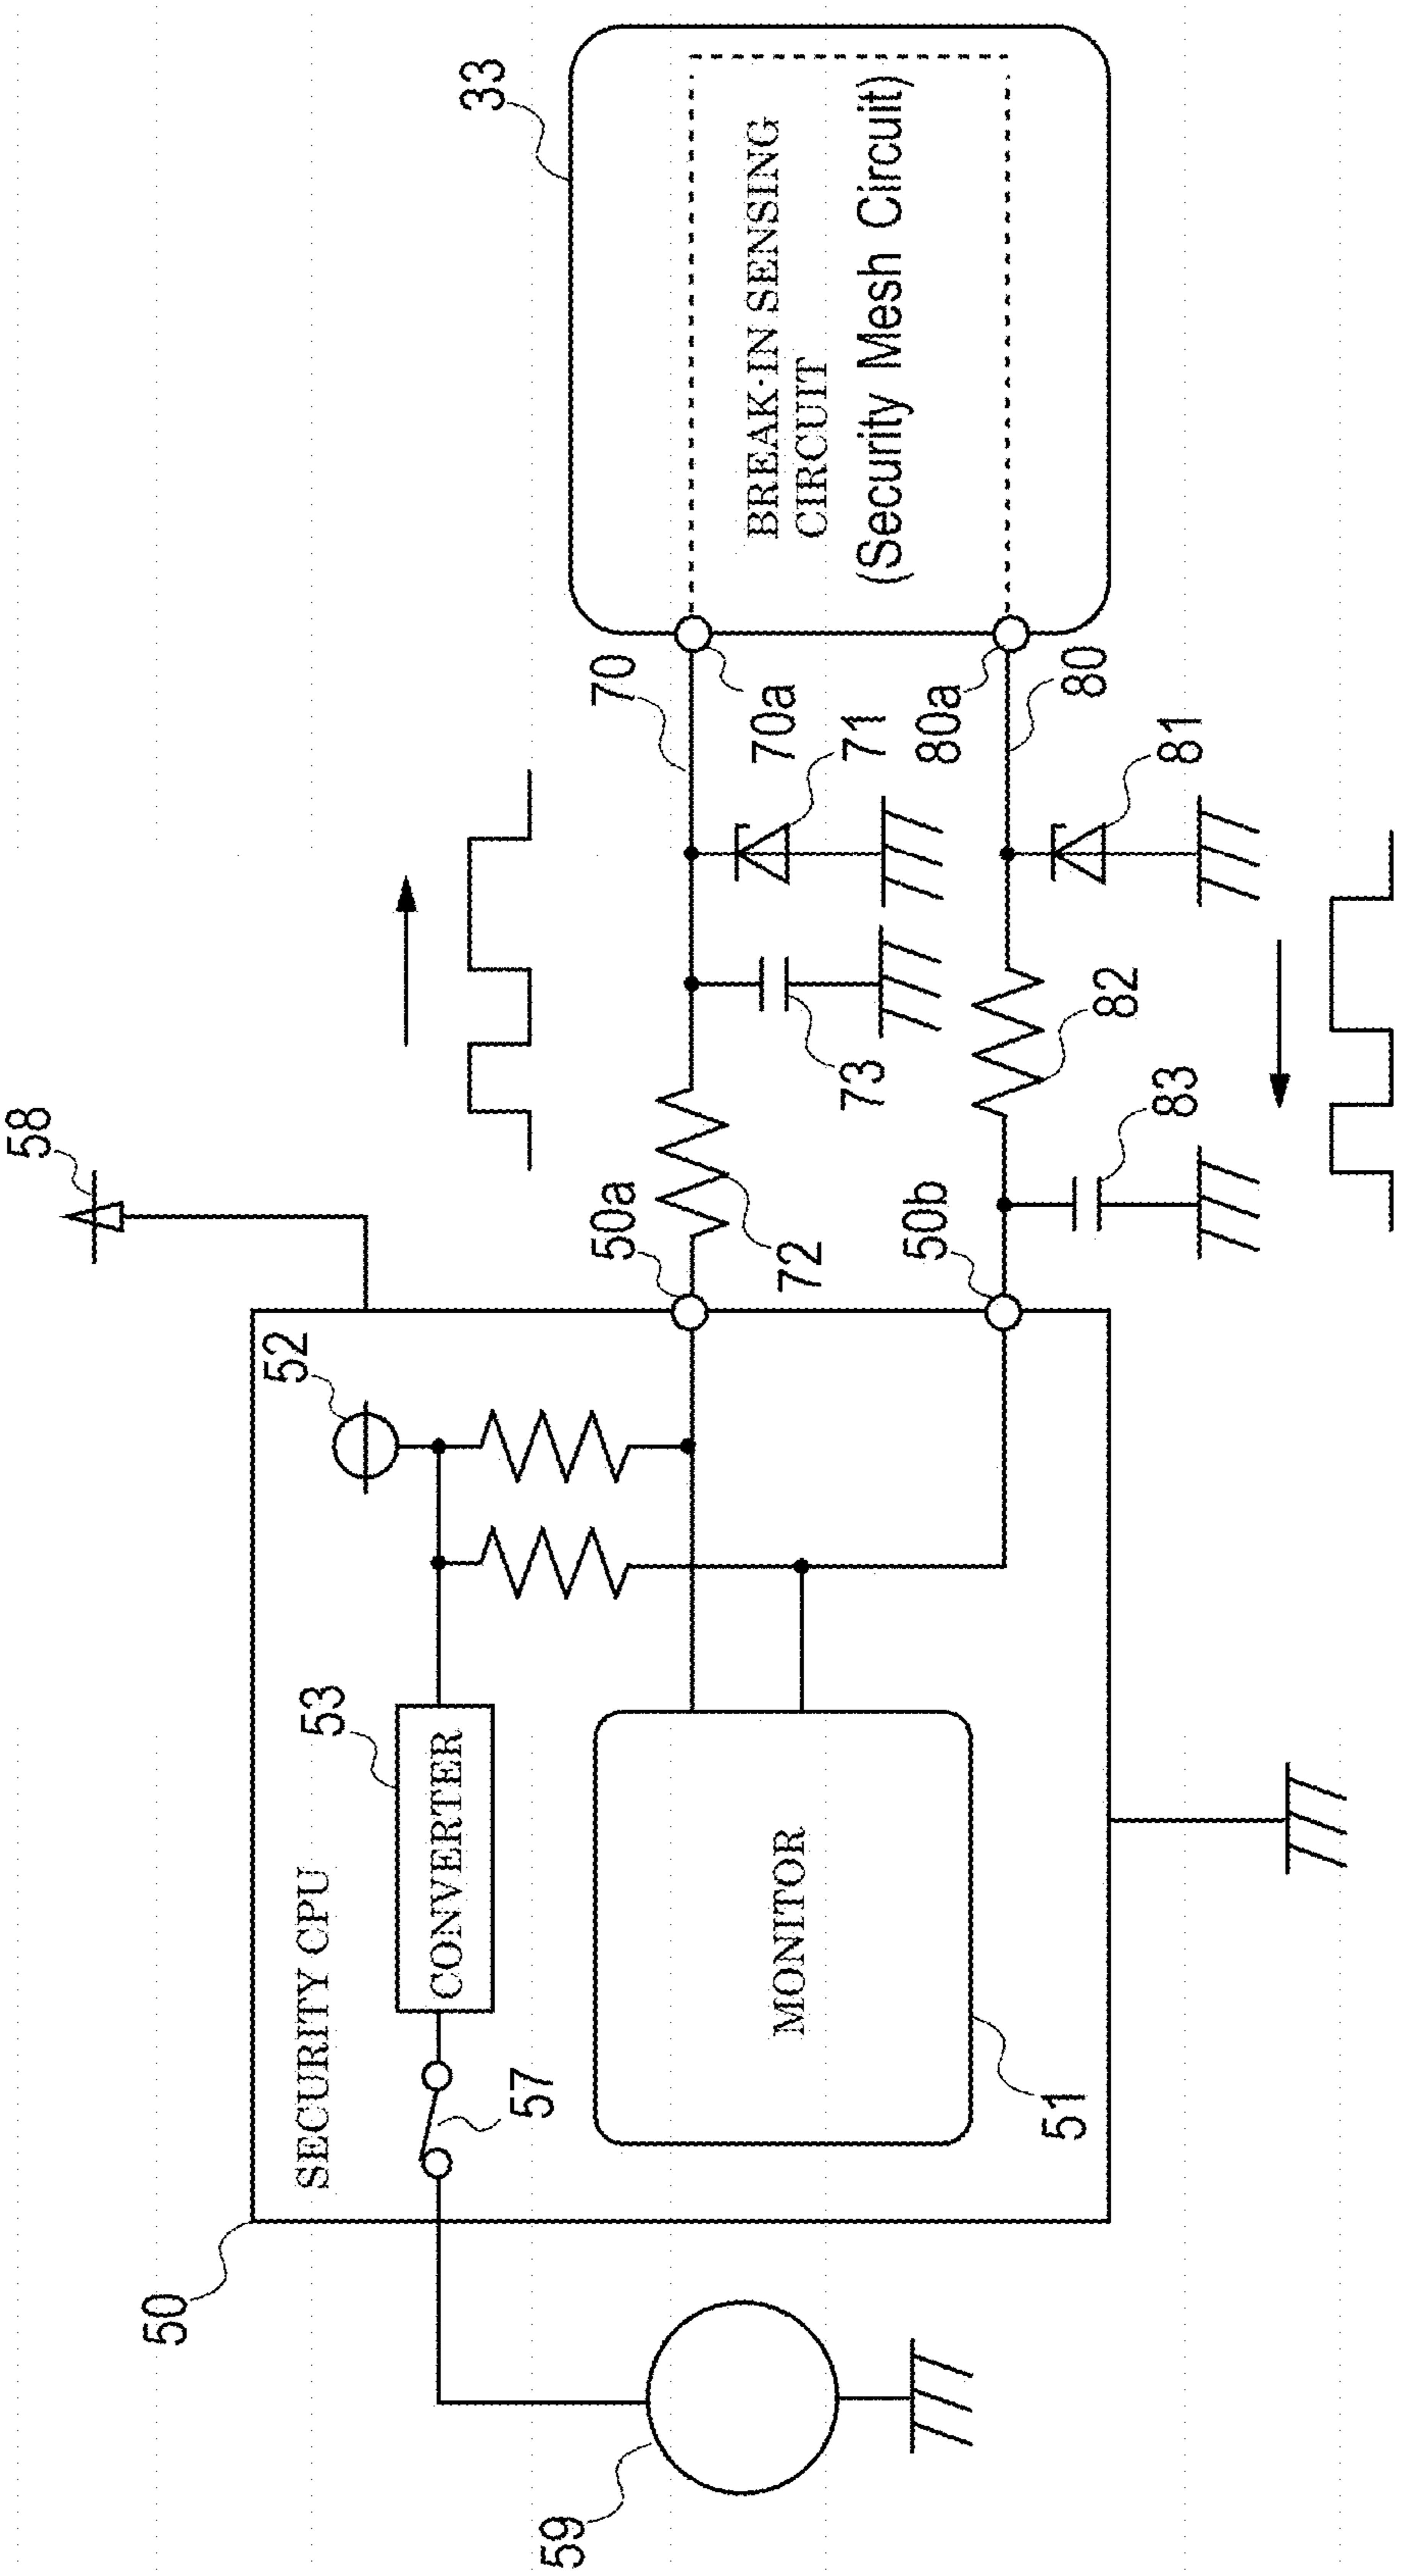 58
33
52
SECURITY CPU
53
CONVERTER
57
50
59
MONITOR
51
50a
72
73
70
70a
71
BREAK-IN SENSING
CIRCUIT
(Security Mesh Circuit)
50b
83
82
80a
80
81